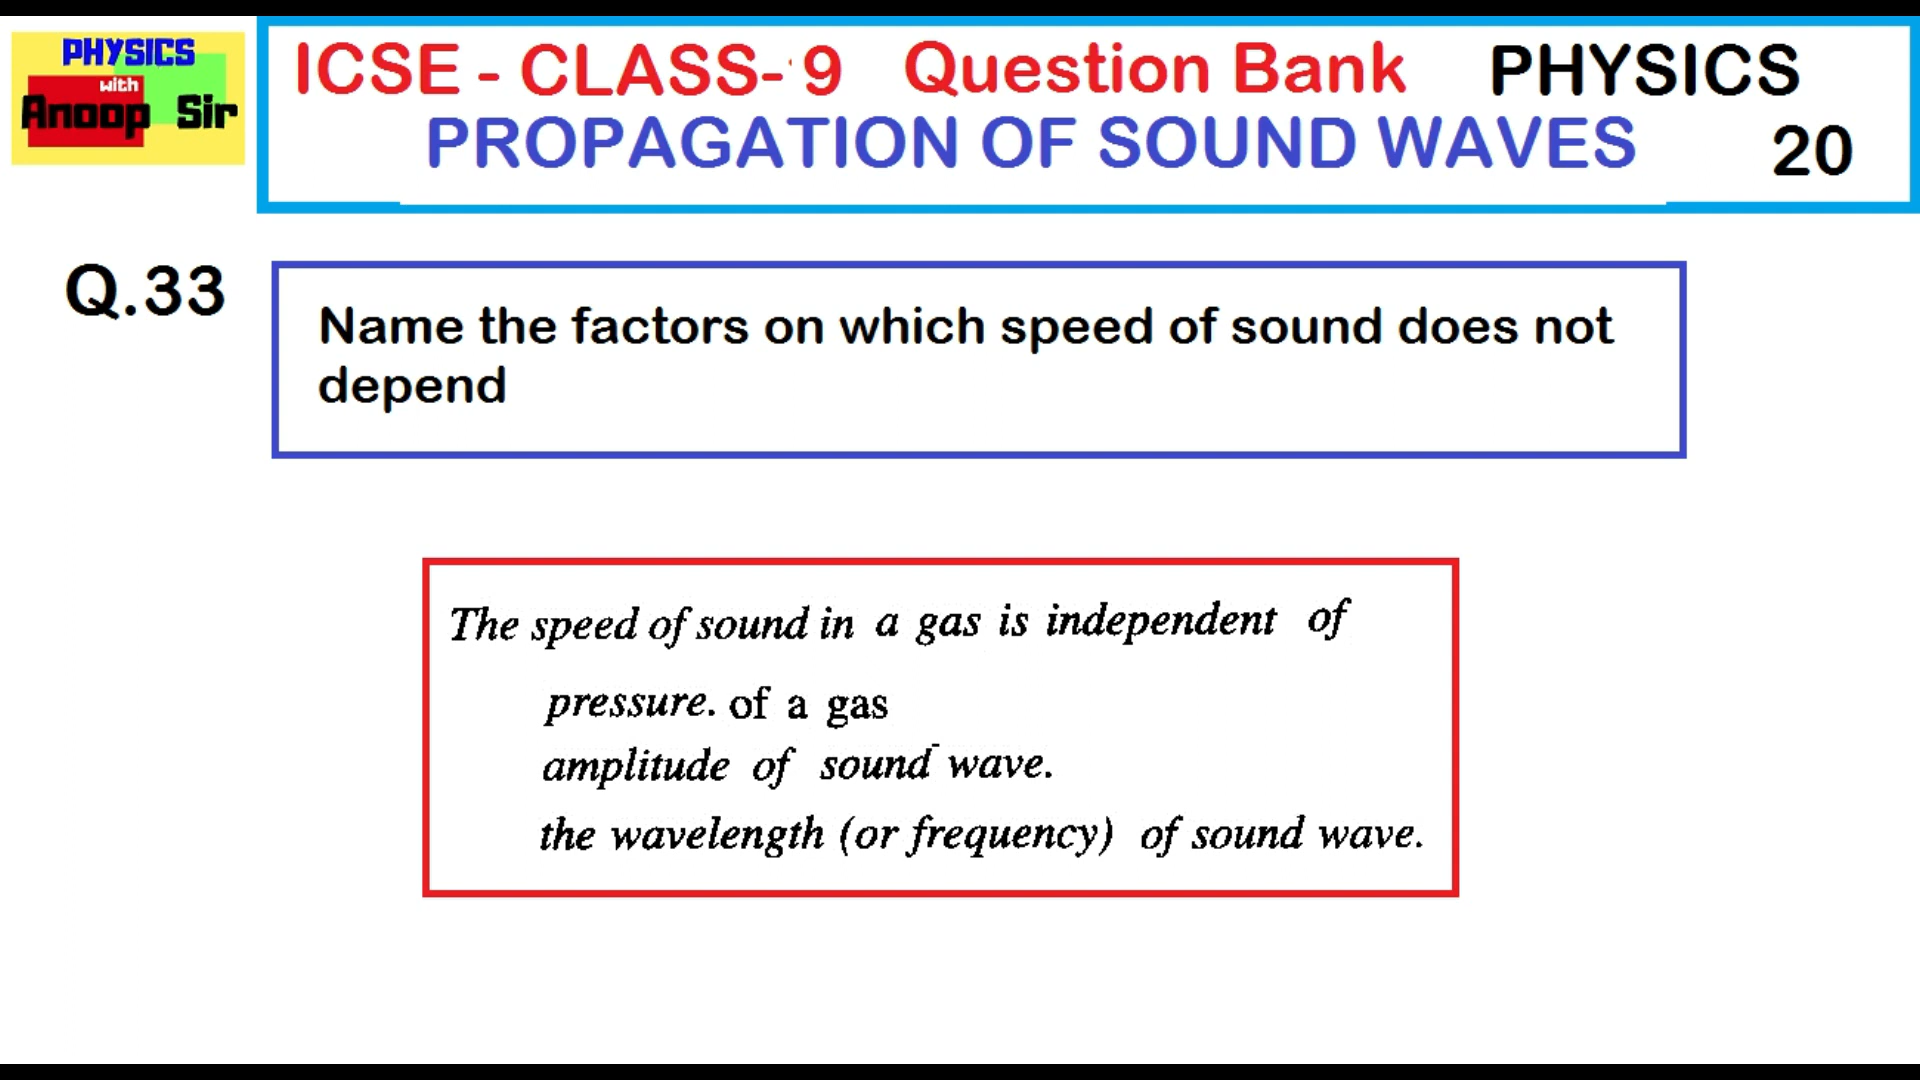 PHYSICS
with
Anoop Sir
ICSE - CLASS- 9 Question Bank PHYSICS
PROPAGATION OF SOUND WAVES 20
Q.33
Name the factors on which speed of sound does not
depend
The speed of sound in a gas is independent of
pressure. of a gas
amplitude of sound wave.
the wavelength (or frequency) of sound wave.